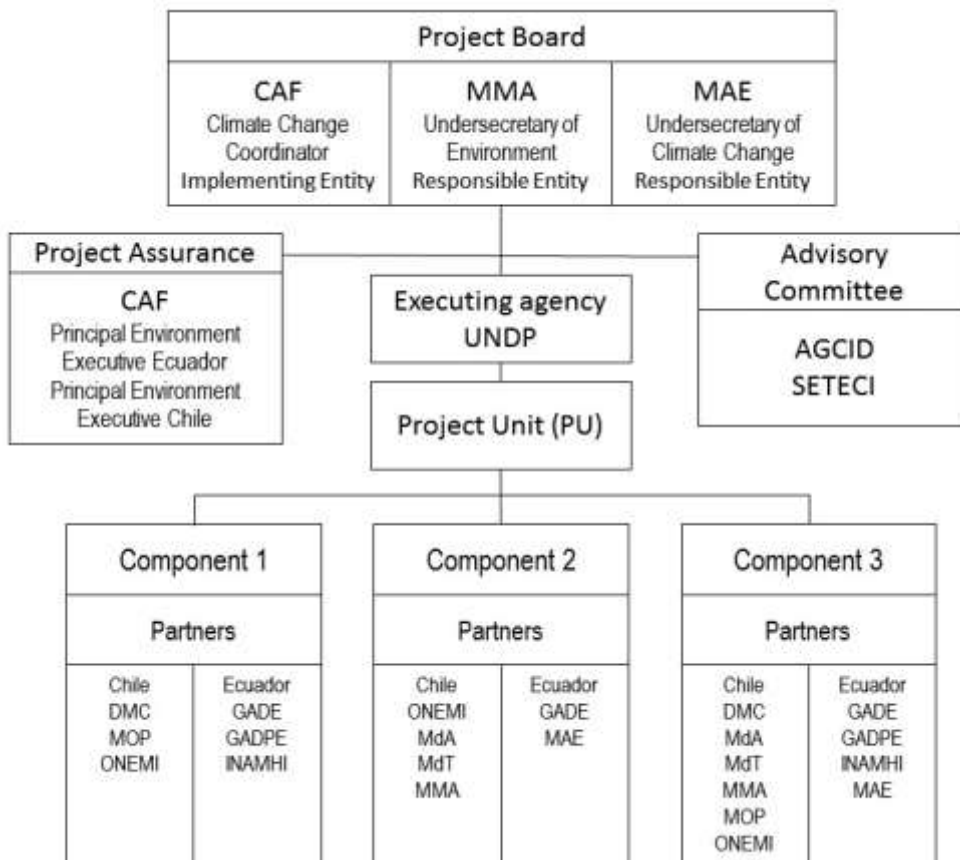 Project Board
CAF
Climate Change
Coordinator
Implementing Entity
MMA
Undersecretary of
Environment
Responsible Entity
MAE
Undersecretary of
Climate Change
Responsible Entity
Project Assurance
CAF
Principal Environment
Executive Ecuador
Principal Environment
Executive Chile
Executing agency
UNDP
Advisory
Committee
AGCID
SETECI
Project Unit (PU)
Component 1
Partners
Chile
DMC
MOP
ONEMI
Ecuador
GADE
GADPE
INAMHI
Component 2
Partners
Chile
ONEMI
MdA
MdT
MMA
Ecuador
GADE
MAE
Component 3
Partners
Chile
DMC
MdA
MdT
MMA
MOP
ONEMI
Ecuador
GADE
GADPE
INAMHI
MAE